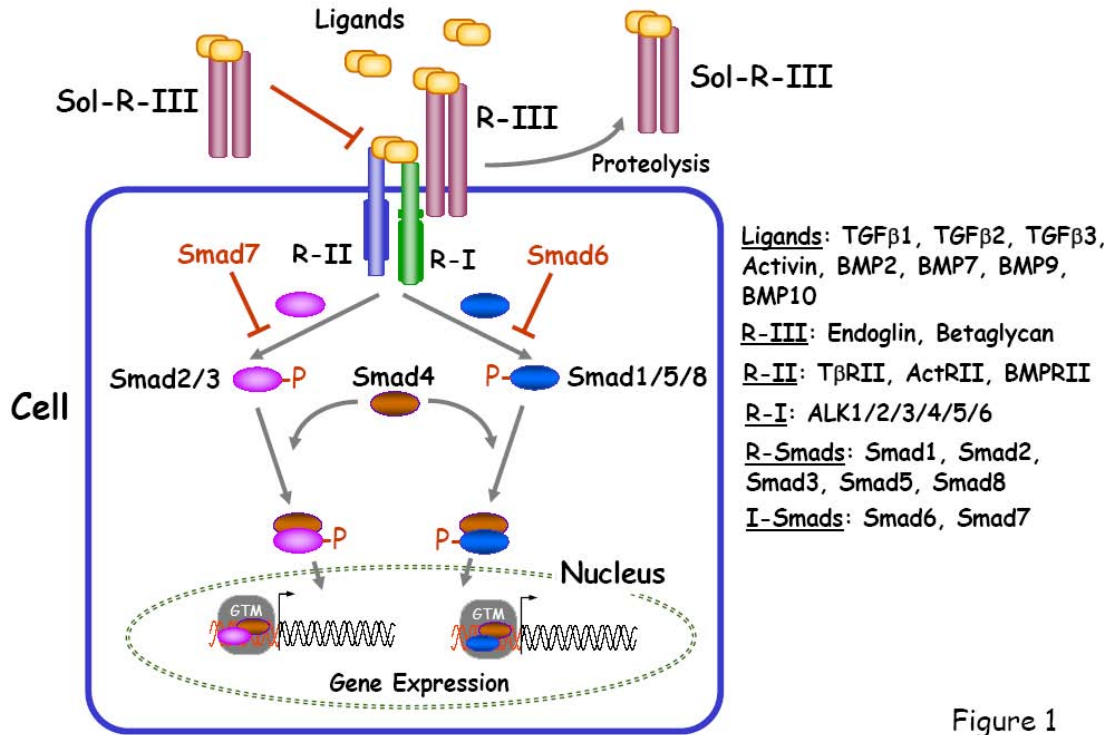 Ligands
Sol-R-III
R-III
Sol-R-III
Proteolysis
Smad7
R-II
R-I
Smad6
Smad2/3
P
Smad4
P
Smad1/5/8
Cell
P
P
Nucleus
GTM
GTM
Gene Expression
Ligands: TGFβ1, TGFβ2, TGFβ3,
Activin, BMP2, BMP7, BMP9,
BMP10
R-III: Endoglin, Betaglycan
R-II: TβRII, ActRII, BMPRII
R-I: ALK1/2/3/4/5/6
R-Smads: Smad1, Smad2,
Smad3, Smad5, Smad8
I-Smads: Smad6, Smad7
Figure 1